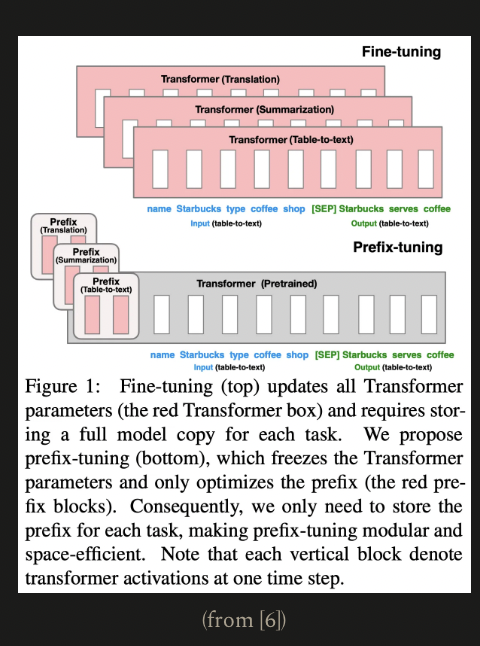 Fine-tuning
Transformer (Translation)
Transformer (Summarization)
Transformer (Table-to-text)
name Starbucks type coffee shop [SEP] Starbucks serves coffee
Input (table-to-text) Output (table-to-text)
Prefix-tuning
Prefix
(Translation)
Prefix
(Summarization)
Prefix
(Table-to-text)
Transformer (Pretrained)
name Starbucks type coffee shop [SEP] Starbucks serves coffee
Input (table-to-text) Output (table-to-text)
Figure 1: Fine-tuning (top) updates all Transformer
parameters (the red Transformer box) and requires stor-
ing a full model copy for each task. We propose
prefix-tuning (bottom), which freezes the Transformer
parameters and only optimizes the prefix (the red pre-
fix blocks). Consequently, we only need to store the
prefix for each task, making prefix-tuning modular and
space-efficient. Note that each vertical block denote
transformer activations at one time step.
(from [6])